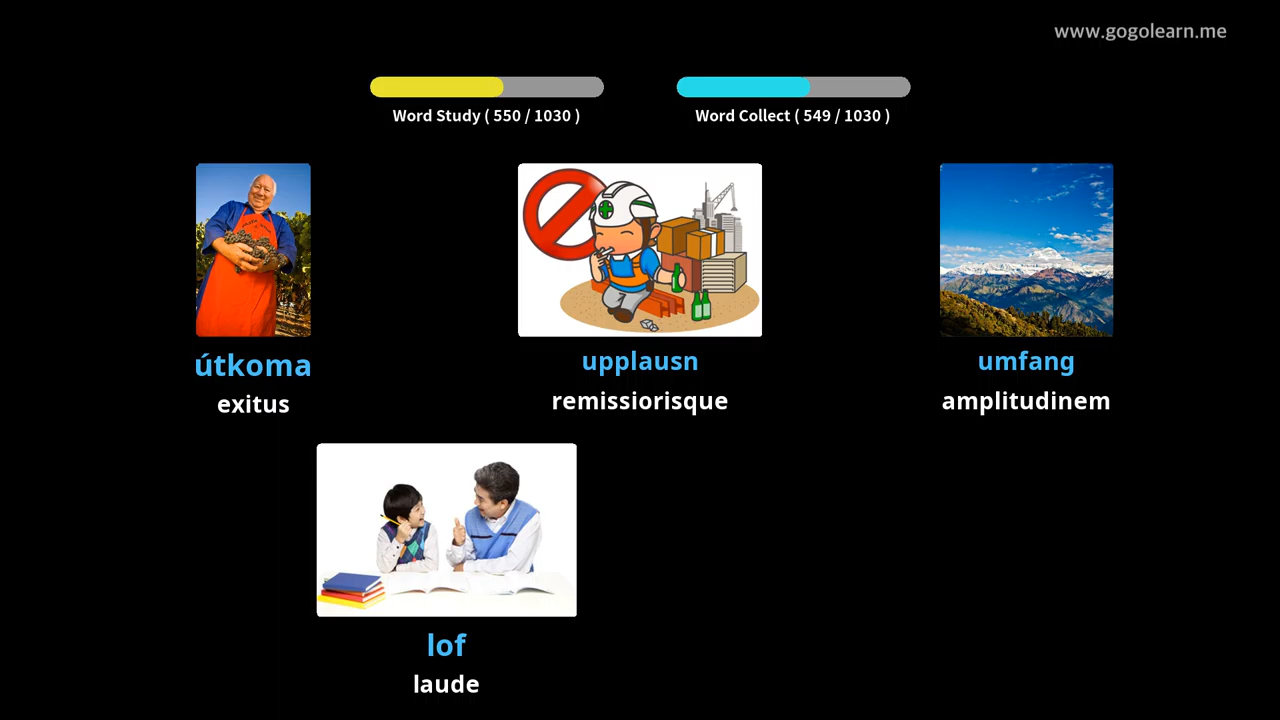 www.gogolearn.me
Word Study ( 550 / 1030 )
Word Collect ( 549 / 1030 )
útkoma
exitus
upplausn
remissiorisque
umfang
amplitudinem
lof
laude